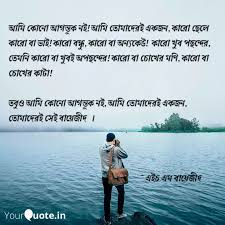 আমি কোনো আগন্তুক নই! আমি তোমাদেরই একজন, কারো ছেলে
কারো বা ভাই! কারো বন্ধু, কারো বা অন্যকেউ! কারো খুব পছন্দের,
তেমনি কারো বা খুবই অপছন্দের! কারো বা চোখের মণি, কারো বা
চোখের কাটা!
তবুও আমি কোনো আগন্তুক নই, আমি তোমাদেরই একজন,
তোমাদেরই সেই বায়েজীদ ।
এইচ এম বায়েজীদ
YourQuote.in